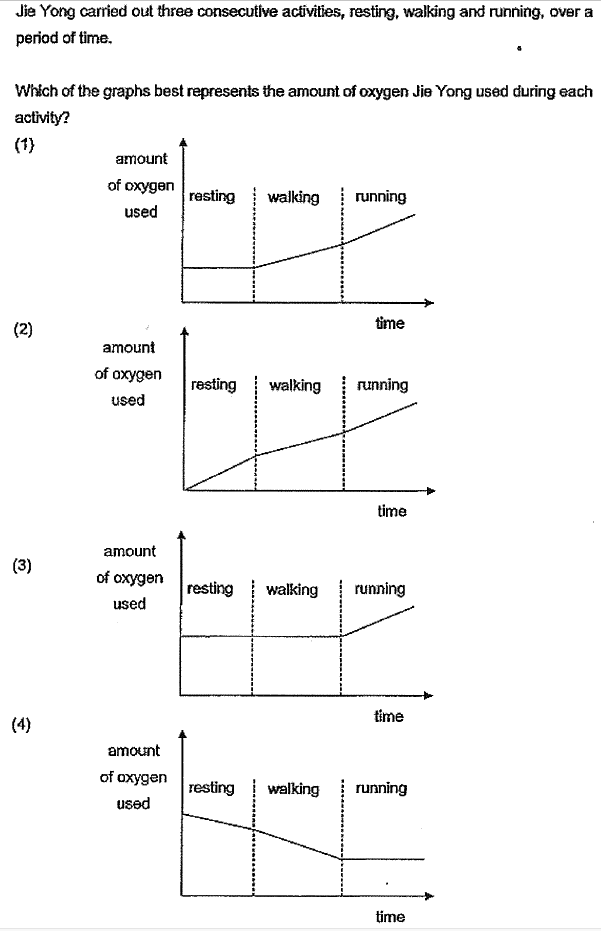 Jie Yong carried out three consecutive activities, resting, walking and running, over a
period of time.
Which of the graphs best represents the amount of oxygen Jie Yong used during each
activity?
(1)
amount
of oxygen
used
resting
walking
running
time
(2)
amount
of oxygen
used
resting
walking
running
time
(3)
amount
of oxygen
used
resting
walking
running
time
(4)
amount
of oxygen
used
resting
walking
running
time